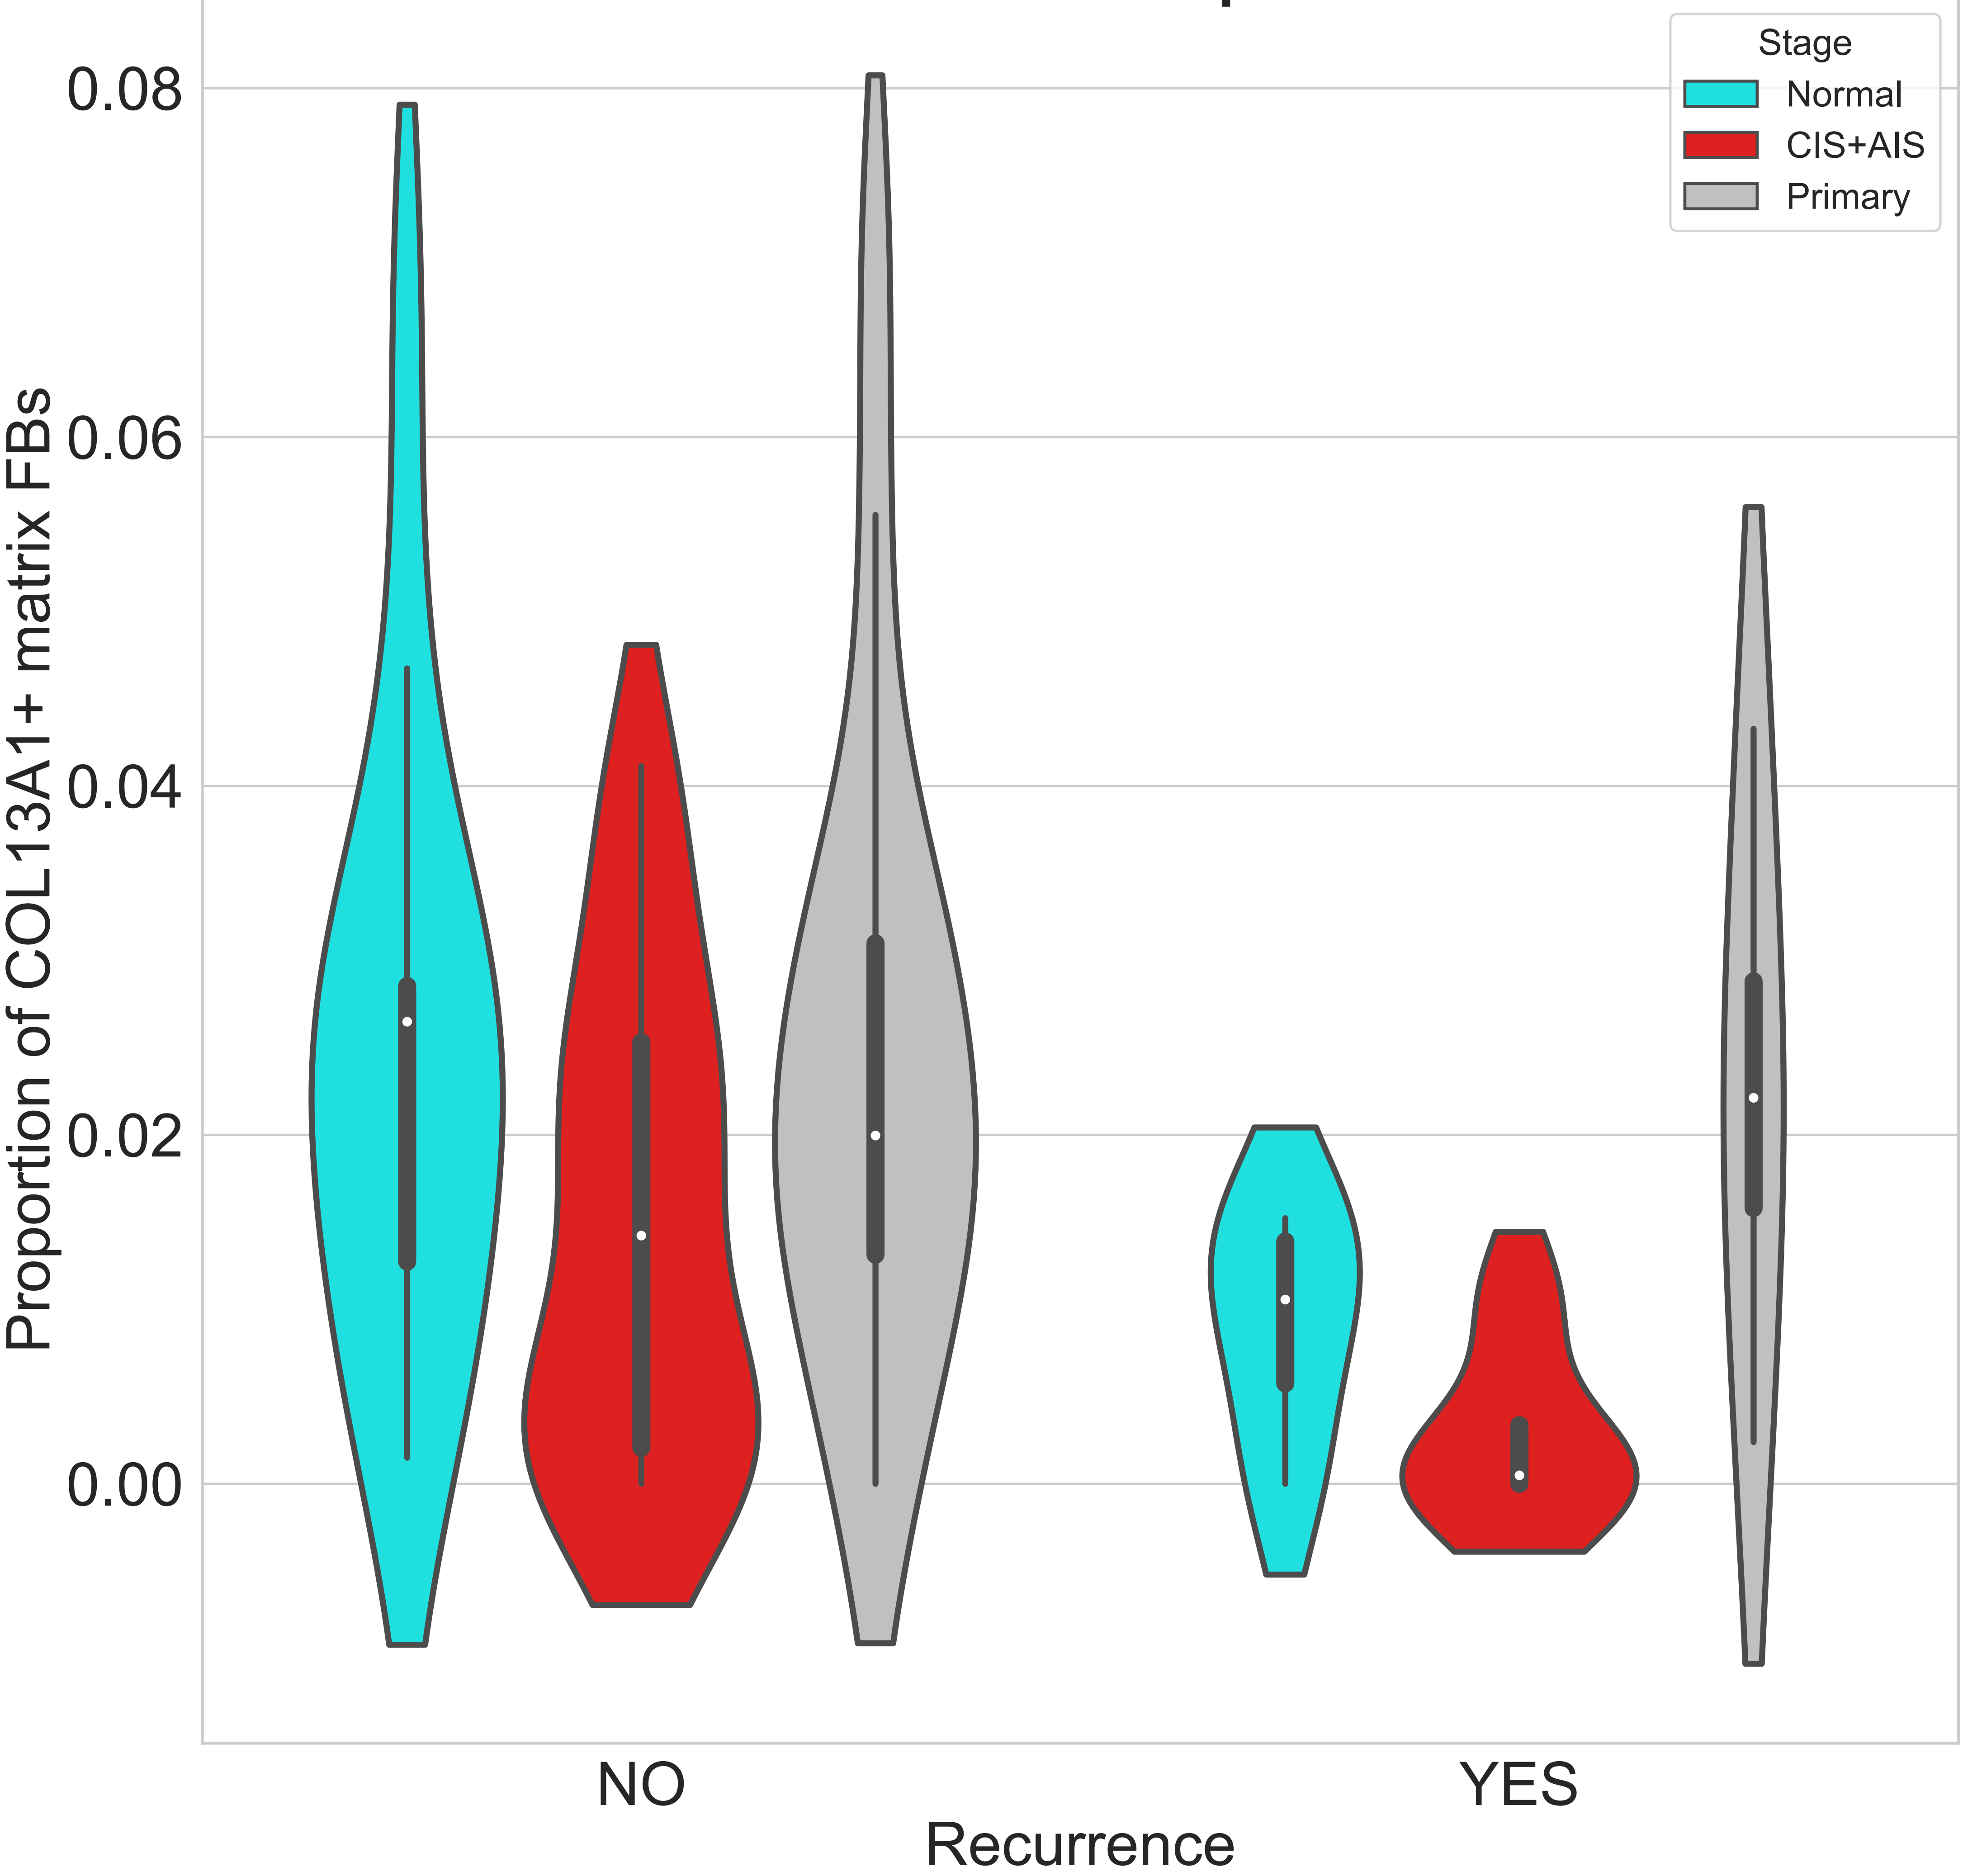 Stage
Normal
CIS+AIS
Primary
Proportion of COL13A1+ matrix FBs
0.08
0.06
0.04
0.02
0.00
NO
YES
Recurrence